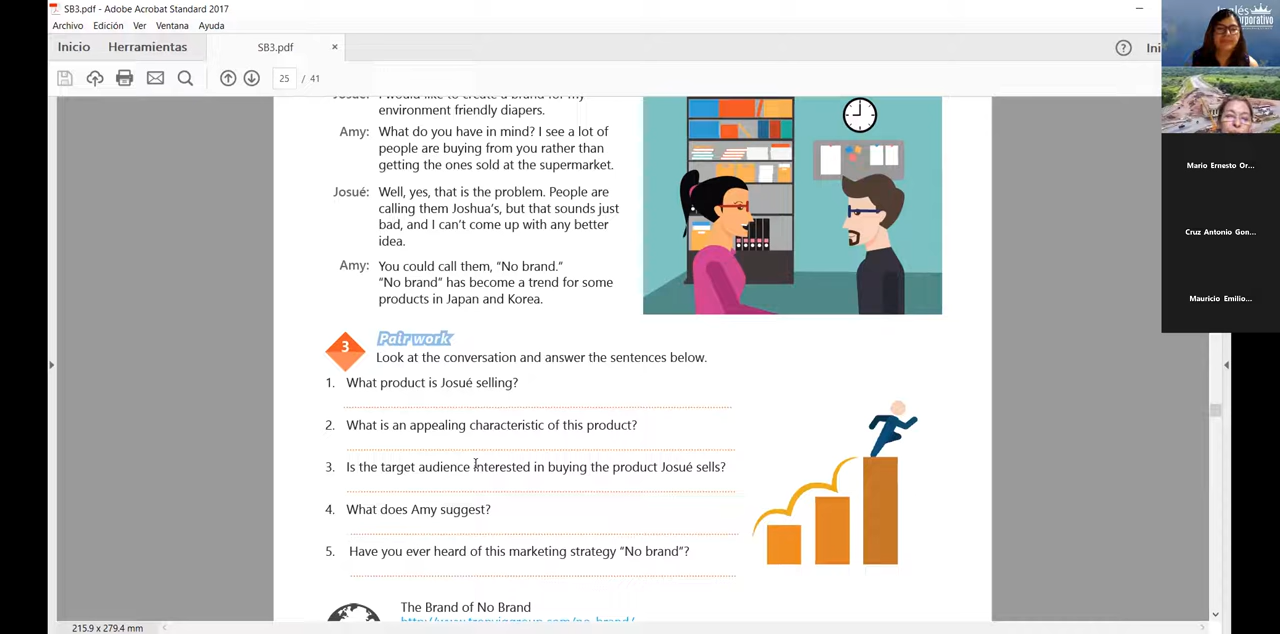 SB3.pdf - Adobe Acrobat Standard 2017
Archivo Edición Ver Ventana Ayuda
Inicio Herramientas SB3.pdf × Ini
25 / 41
environment friendly diapers.
Amy: What do you have in mind? I see a lot of
people are buying from you rather than
getting the ones sold at the supermarket.
Josué: Well, yes, that is the problem. People are
calling them Joshua's, but that sounds just
bad, and I can't come up with any better
idea.
Amy: You could call them, “No brand.“
“No brand” has become a trend for some
products in Japan and Korea.
3 Pair work
Look at the conversation and answer the sentences below.
1. What product is Josué selling?
2. What is an appealing characteristic of this product?
3. Is the target audience interested in buying the product Josué sells?
4. What does Amy suggest?
5. Have you ever heard of this marketing strategy “No brand”?
The Brand of No Brand
215.9 x 279.4 mm
Inglés
Mario Ernesto Or...
Cruz Antonio Gon...
Mauricio Emilio...